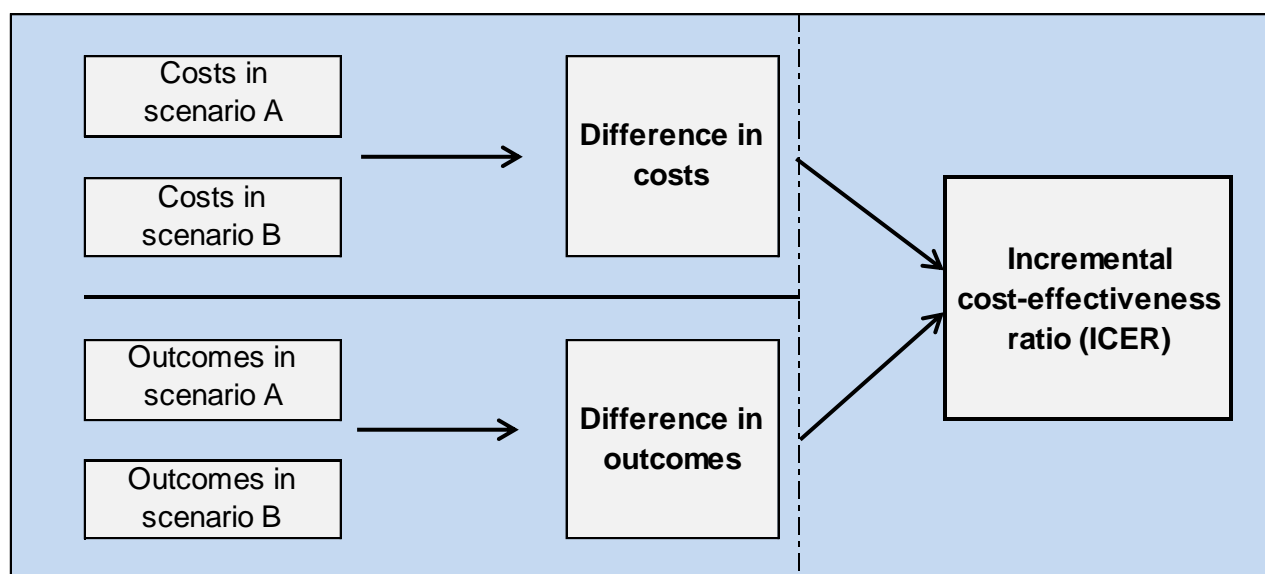 Costs in
scenario A
Costs in
scenario B
Difference in
costs
Outcomes in
scenario A
Outcomes in
scenario B
Difference in
outcomes
Incremental
cost-effectiveness
ratio (ICER)